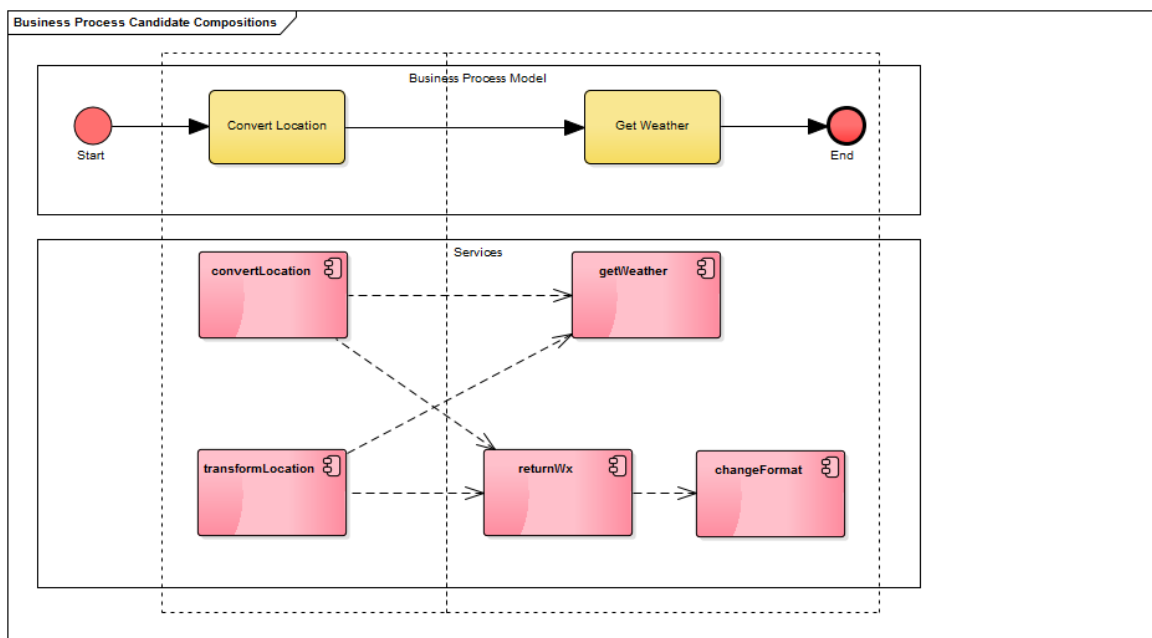 Business Process Candidate Compositions
Business Process Model
Convert Location
Get Weather
Start
End
Services
convertLocation
getWeather
transformLocation
returnWx
changeFormat